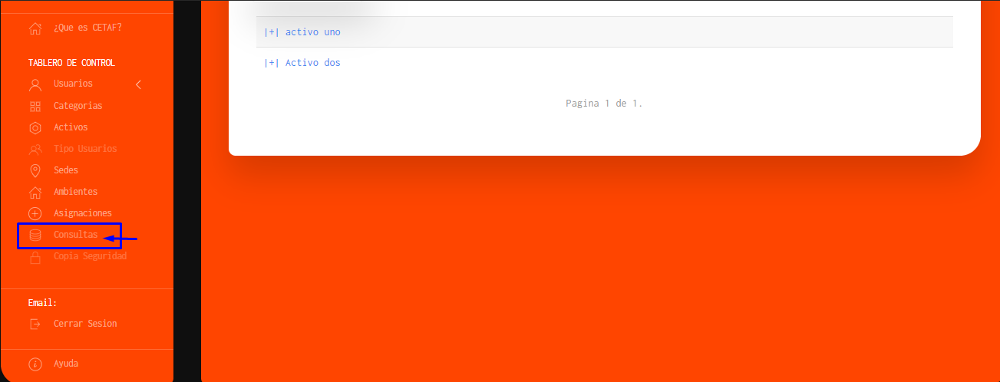 ¿Que es CETAF?
TABLERO DE CONTROL
Usuarios
Categorias
Activos
Tipo Usuarios
Sedes
Ambientes
Asignaciones
Consultas
Copia Seguridad
Email:
Cerrar Sesion
Ayuda
|+| activo uno
|+| Activo dos
Pagina 1 de 1.